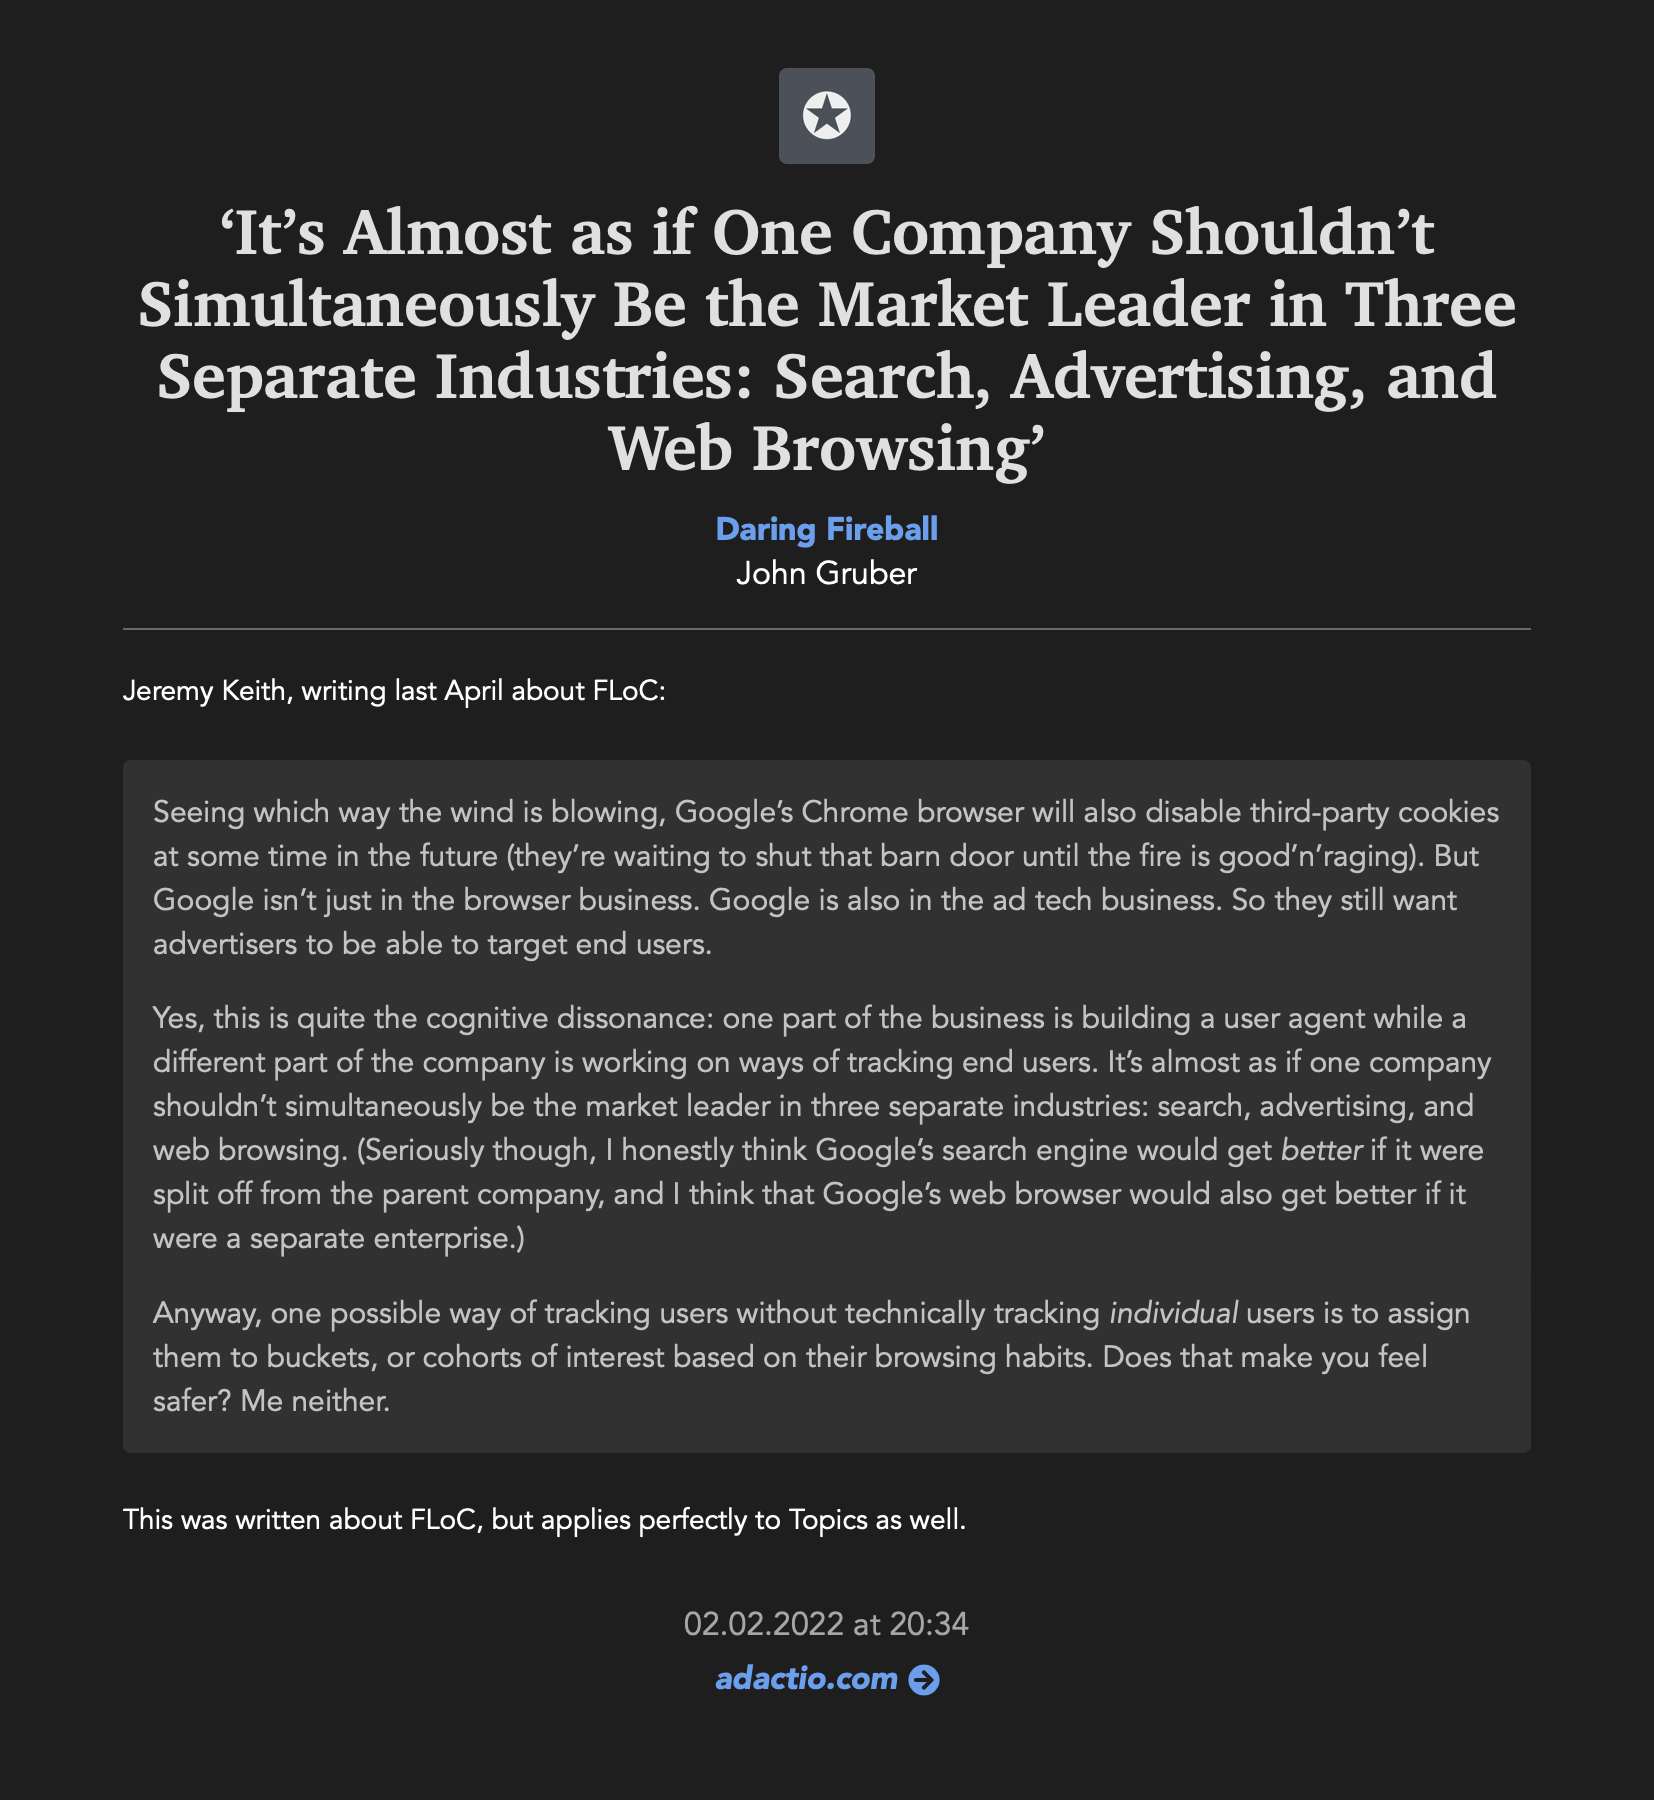 ‘It’s Almost as if One Company Shouldn’t
Simultaneously Be the Market Leader in Three
Separate Industries: Search, Advertising, and
Web Browsing’
Daring Fireball
John Gruber
Jeremy Keith, writing last April about FLoC:
Seeing which way the wind is blowing, Google’s Chrome browser will also disable third-party cookies
at some time in the future (they’re waiting to shut that barn door until the fire is good’n’raging). But
Google isn’t just in the browser business. Google is also in the ad tech business. So they still want
advertisers to be able to target end users.
Yes, this is quite the cognitive dissonance: one part of the business is building a user agent while a
different part of the company is working on ways of tracking end users. It’s almost as if one company
shouldn’t simultaneously be the market leader in three separate industries: search, advertising, and
web browsing. (Seriously though, I honestly think Google’s search engine would get better if it were
split off from the parent company, and I think that Google’s web browser would also get better if it
were a separate enterprise.)
Anyway, one possible way of tracking users without technically tracking individual users is to assign
them to buckets, or cohorts of interest based on their browsing habits. Does that make you feel
safer? Me neither.
This was written about FLoC, but applies perfectly to Topics as well.
02.02.2022 at 20:34
adactio.com